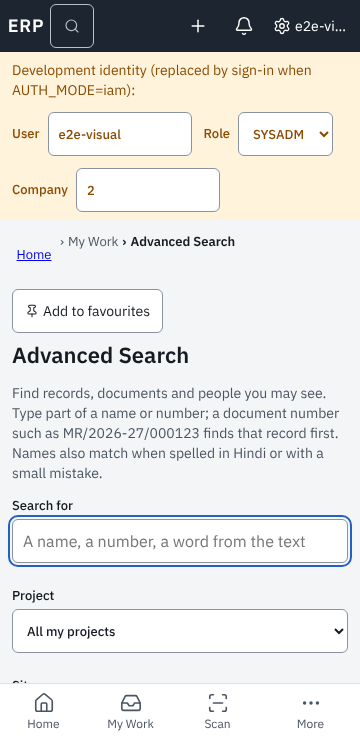 ERP
e2e-vi...
Development identity (replaced by sign-in when
AUTH_MODE=iam):
User e2e-visual Role SYSADM
Company 2
Home › My Work › Advanced Search
Add to favourites
Advanced Search
Find records, documents and people you may see.
Type part of a name or number; a document number
such as MR/2026-27/000123 finds that record first.
Names also match when spelled in Hindi or with a
small mistake.
Search for
A name, a number, a word from the text
Project
All my projects
Home My Work Scan More